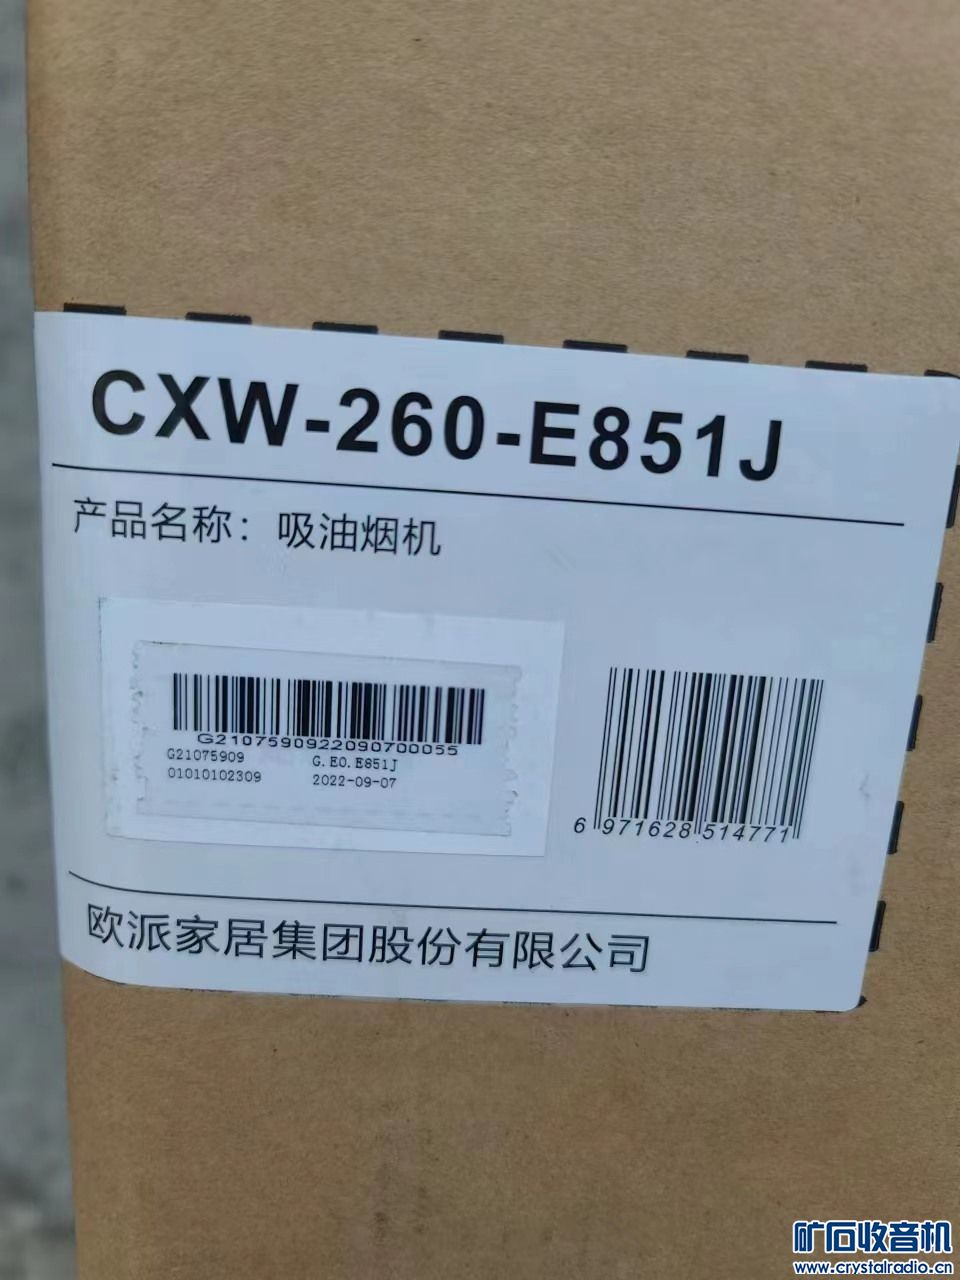 CXW-260-E851J
产品名称：吸油烟机
G2107590922090700055
G21075909 G.E0.E851J
01010102309 2022-09-07
6 971628 514771
欧派家居集团股份有限公司
矿石收音机
www.crystalradio.cn